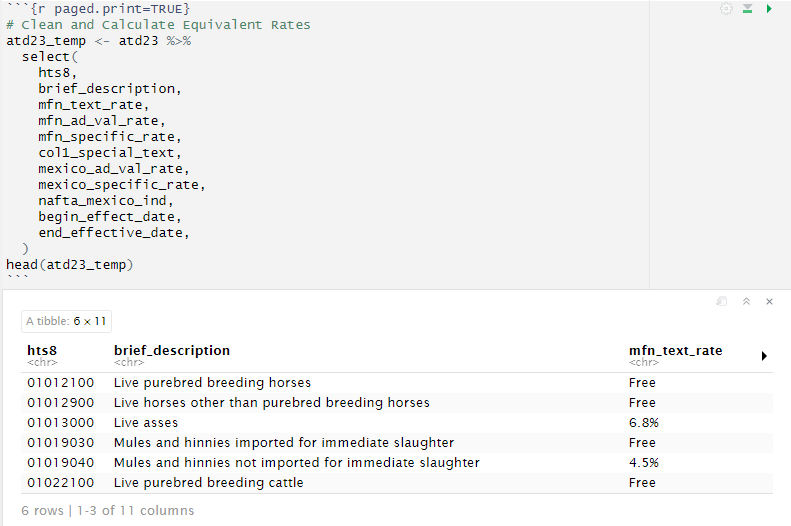 ```{r paged.print=TRUE}
# Clean and Calculate Equivalent Rates
atd23_temp <- atd23 %>%
  select(
    hts8,
    brief_description,
    mfn_text_rate,
    mfn_ad_val_rate,
    mfn_specific_rate,
    col1_special_text,
    mexico_ad_val_rate,
    mexico_specific_rate,
    nafta_mexico_ind,
    begin_effect_date,
    end_effective_date,
  )
head(atd23_temp)
```
A tibble: 6 × 11
hts8 brief_description mfn_text_rate
<chr> <chr> <chr>
01012100 Live purebred breeding horses Free
01012900 Live horses other than purebred breeding horses Free
01013000 Live asses 6.8%
01019030 Mules and hinnies imported for immediate slaughter Free
01019040 Mules and hinnies not imported for immediate slaughter 4.5%
01022100 Live purebred breeding cattle Free
6 rows | 1-3 of 11 columns